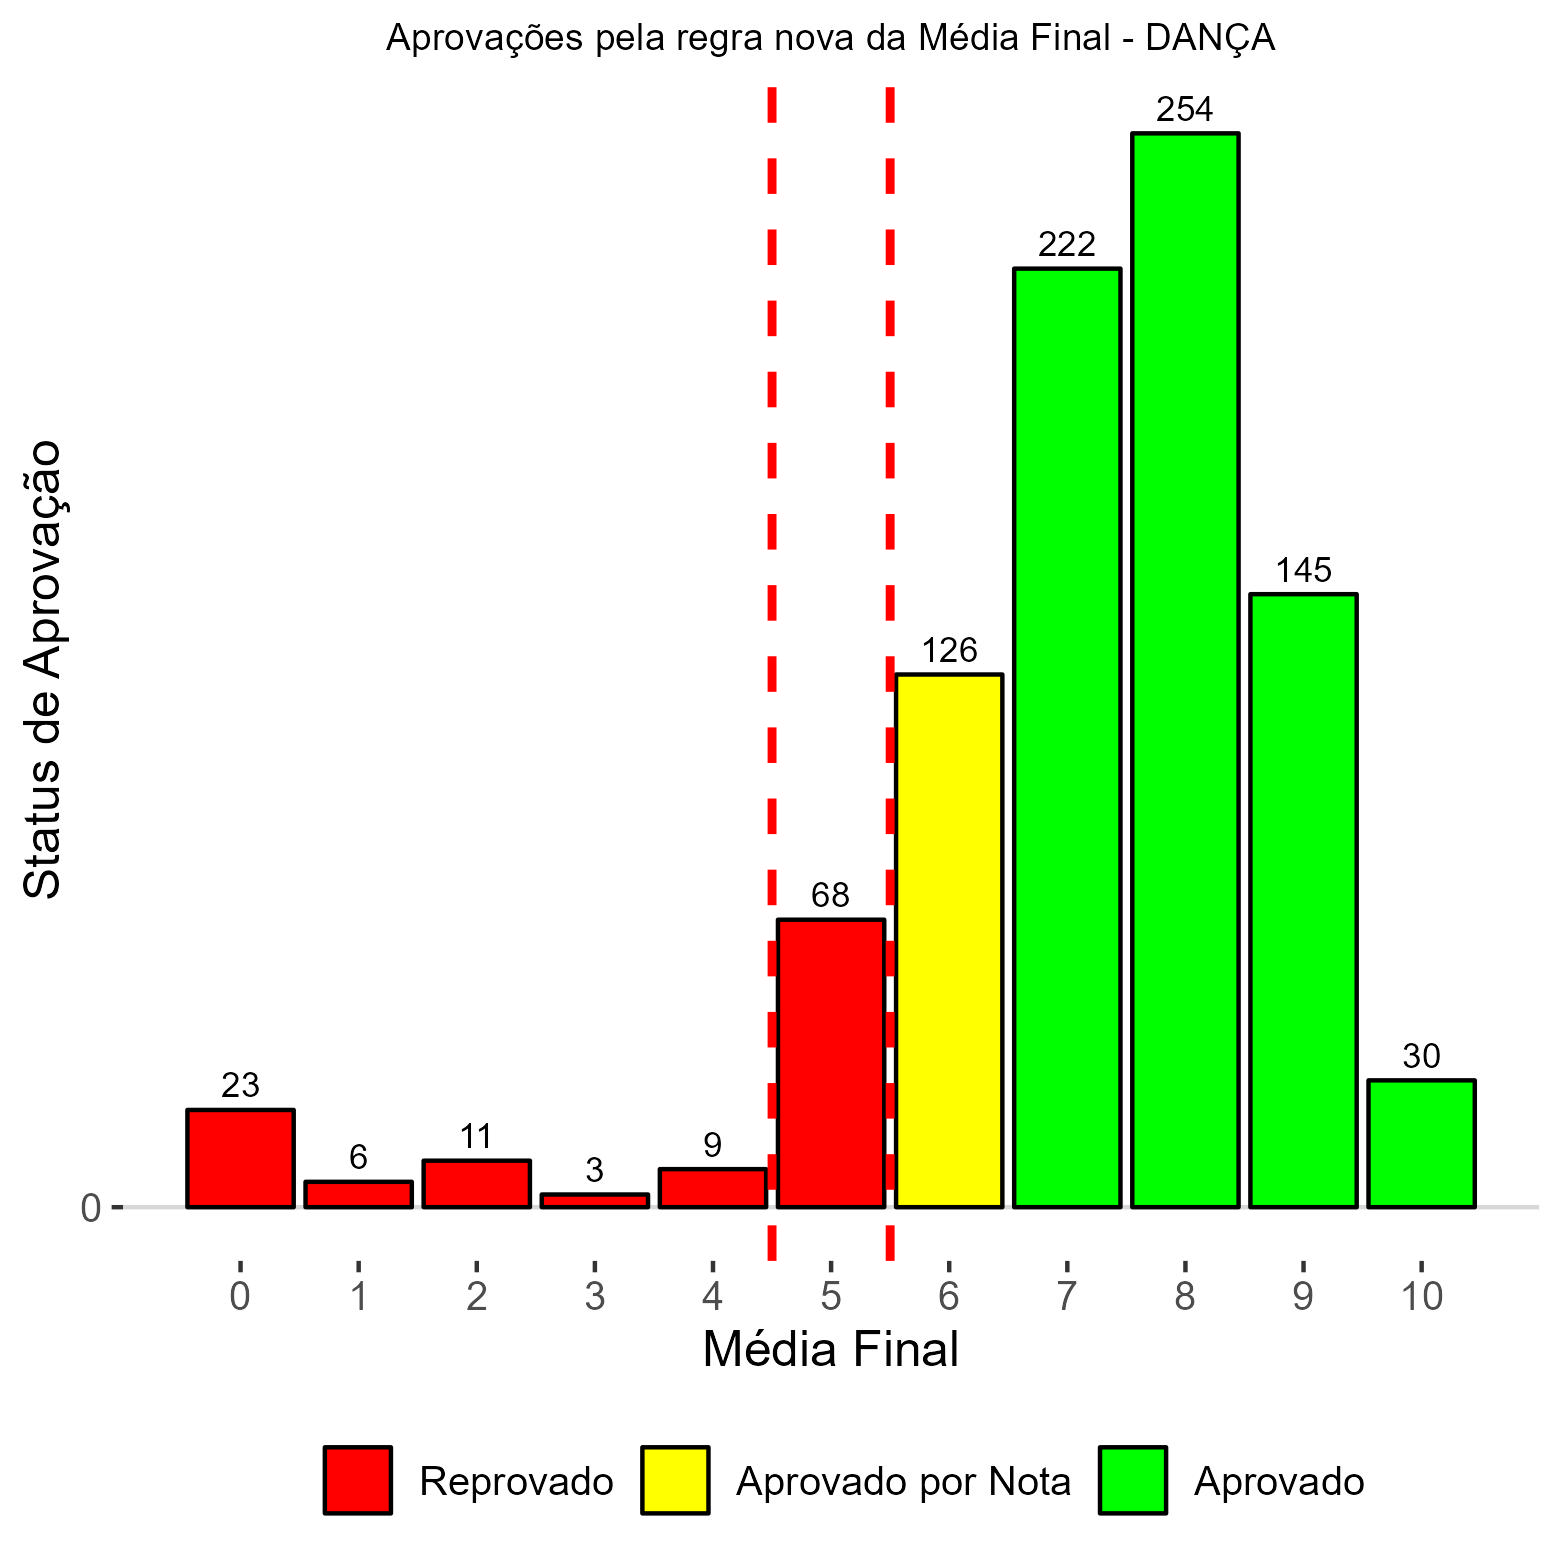 Aprovações pela regra nova da Média Final - DANÇA
254
222
145
126
68
30
23
11
9
6
3
Status de Aprovação
0
0 1 2 3 4 5 6 7 8 9 10
Média Final
Reprovado Aprovado por Nota Aprovado